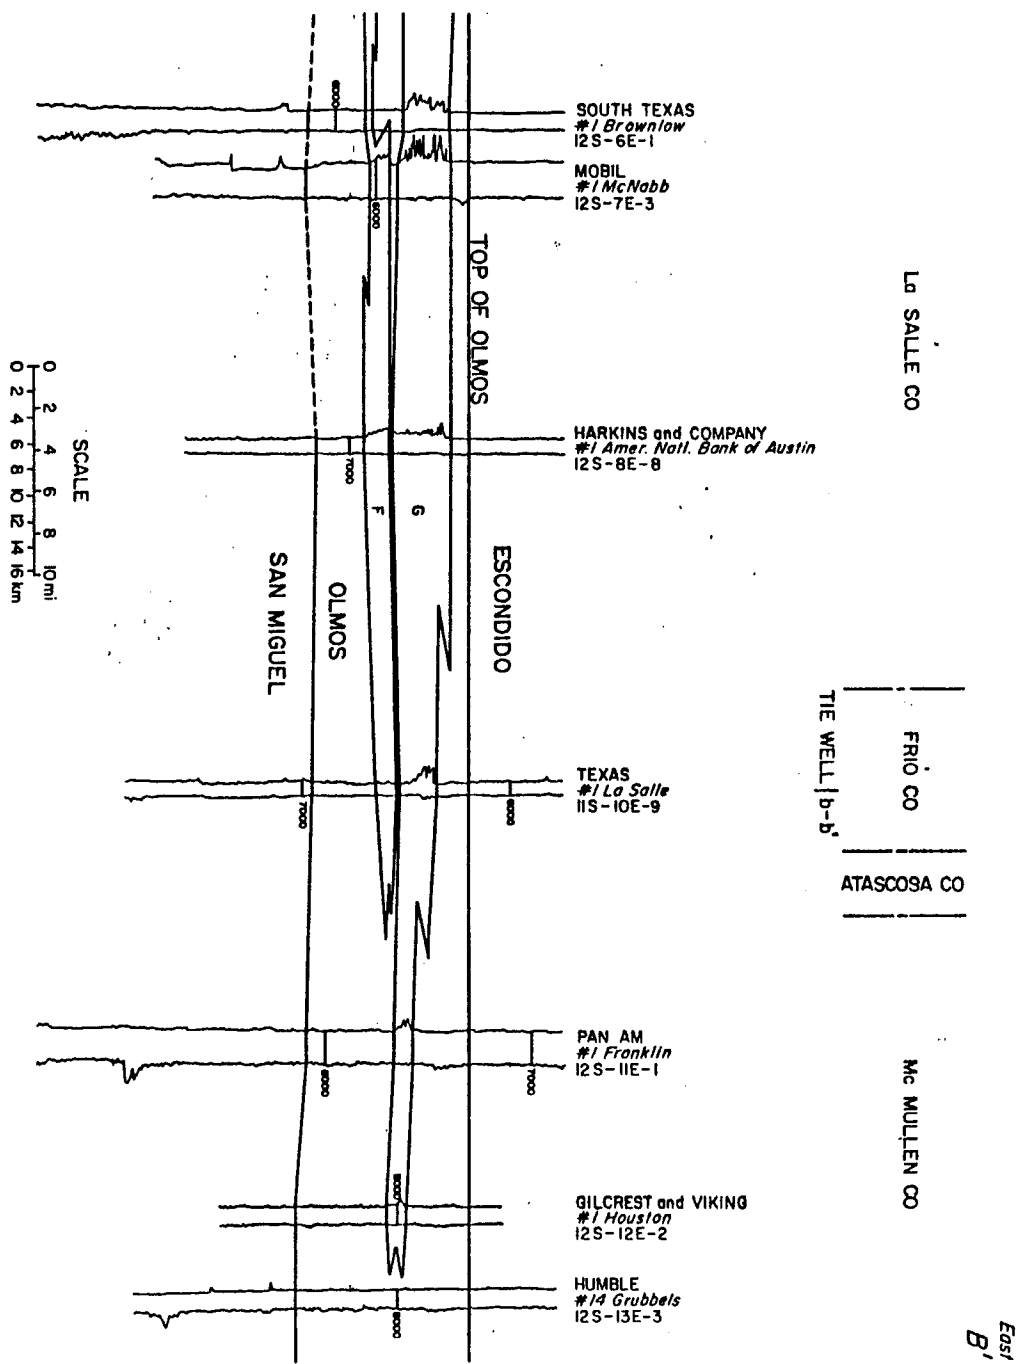 SOUTH TEXAS
#1 Brownlow
12S-6E-1
MOBIL
#1 McNabb
12S-7E-3
HARKINS and COMPANY
#1 Amer. Natl. Bank of Austin
12S-8E-8
TEXAS
#1 La Salle
11S-10E-9
PAN AM
#1 Franklin
12S-11E-1
GILCREST and VIKING
#1 Houston
12S-12E-2
HUMBLE
#14 Grubbels
12S-13E-3
La SALLE CO
FRIO CO
TIE WELL | b-b'
ATASCOSA CO
Mc MULLEN CO
East
B'
TOP OF OLMOS
ESCONDIDO
G
F
OLMOS
SAN MIGUEL
6000
7000
7000
8000
7000
8000
SCALE
0 2 4 6 8 10 mi
0 2 4 6 8 10 12 14 16 km